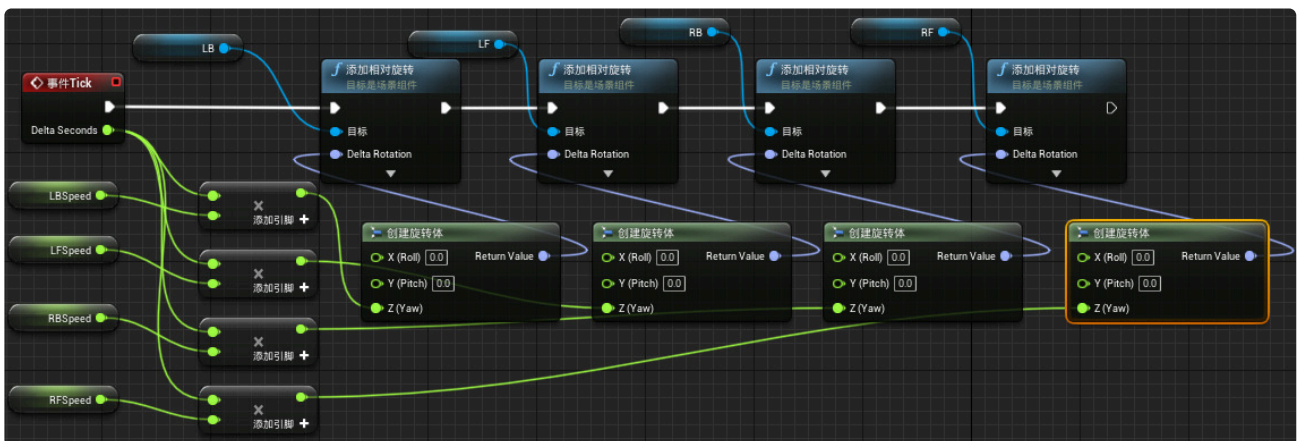 LB
LF
RB
RF
事件Tick
Delta Seconds
添加相对旋转
目标是场景组件
目标
Delta Rotation
添加相对旋转
目标是场景组件
目标
Delta Rotation
添加相对旋转
目标是场景组件
目标
Delta Rotation
添加相对旋转
目标是场景组件
目标
Delta Rotation
LBSpeed
添加引脚
LFSpeed
添加引脚
RBSpeed
添加引脚
RFSpeed
添加引脚
创建旋转体
X (Roll) 0.0 Return Value
Y (Pitch) 0.0
Z (Yaw)
创建旋转体
X (Roll) 0.0 Return Value
Y (Pitch) 0.0
Z (Yaw)
创建旋转体
X (Roll) 0.0 Return Value
Y (Pitch) 0.0
Z (Yaw)
创建旋转体
X (Roll) 0.0 Return Value
Y (Pitch) 0.0
Z (Yaw)